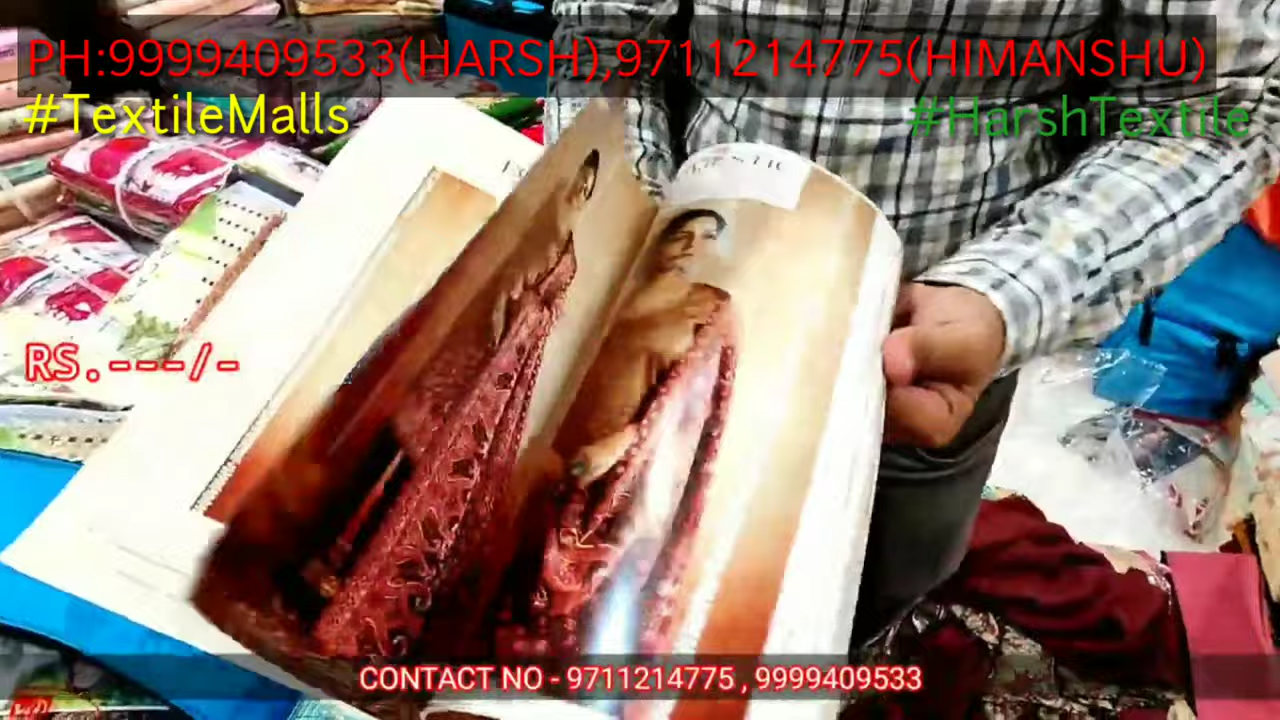 PH:9999409533(HARSH),9711214775(HIMANSHU)
#TextileMalls
#HarshTextile
RS.---/-
CONTACT NO - 9711214775 , 9999409533